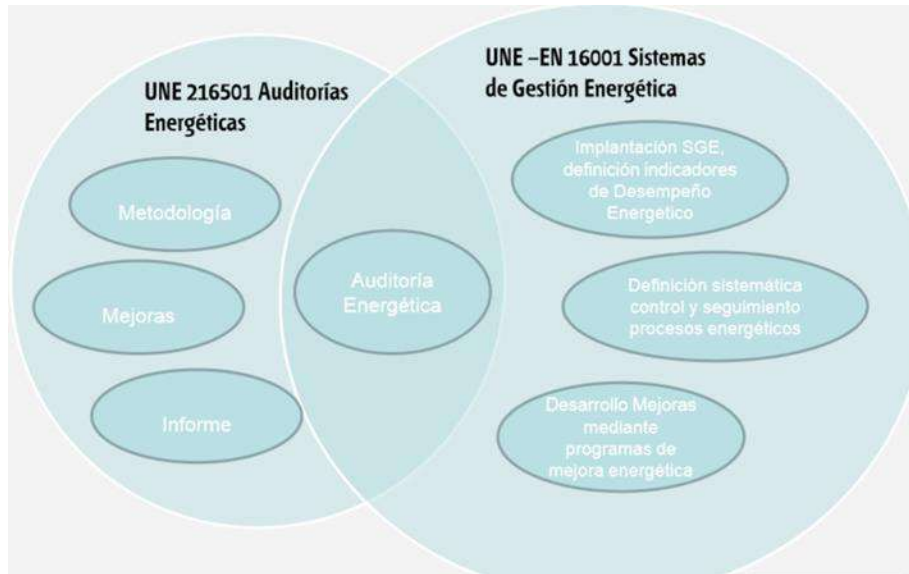 UNE 216501 Auditorías
Energéticas
Metodología
Mejoras
Informe
Auditoría
Energética
UNE –EN 16001 Sistemas
de Gestión Energética
Implantación SGE,
definición indicadores
de Desempeño
Energético
Definición sistemática
control y seguimiento
procesos energéticos
Desarrollo Mejoras
mediante
programas de
mejora energética